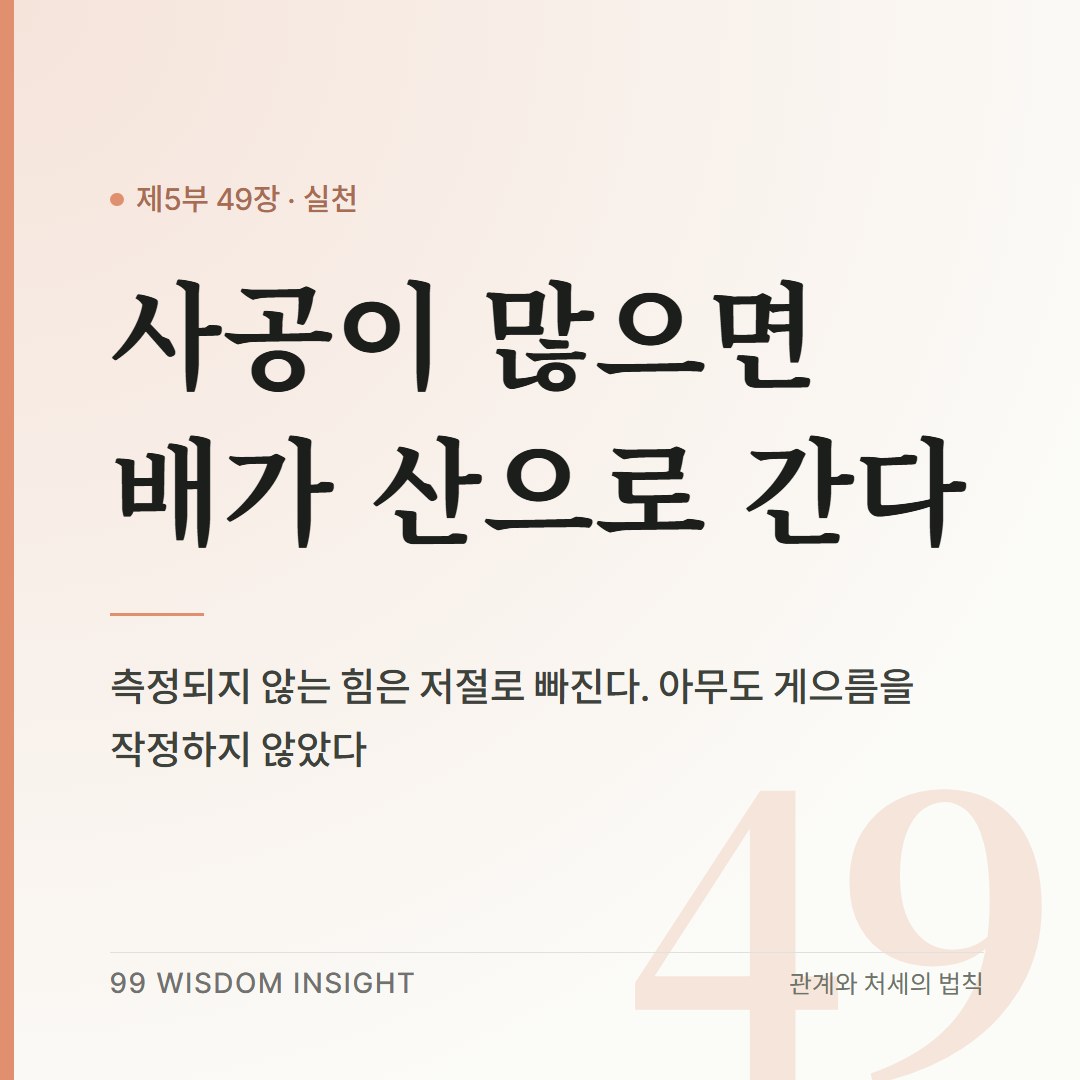 제5부 49장 · 실천
사공이 많으면
배가 산으로 간다
측정되지 않는 힘은 저절로 빠진다. 아무도 게으름을
작정하지 않았다
49
99 WISDOM INSIGHT
관계와 처세의 법칙